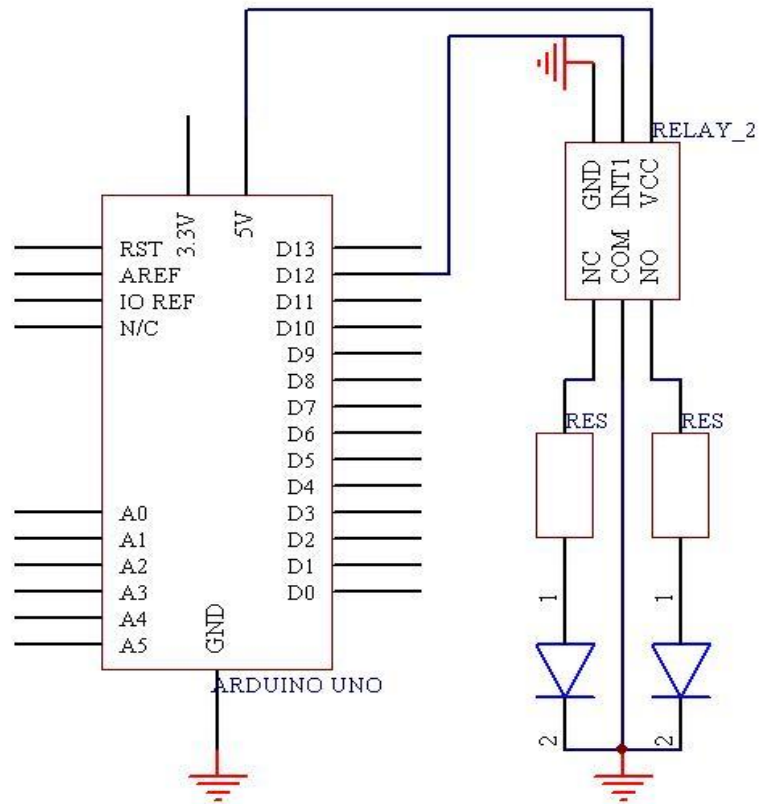 RELAY_2
GND
INT1
VCC
NC
COM
NO
3.3V
5V
RST
AREF
IO REF
N/C
A0
A1
A2
A3
A4
A5
GND
D13
D12
D11
D10
D9
D8
D7
D6
D5
D4
D3
D2
D1
D0
ARDUINO UNO
RES
RES
1
1
2
2